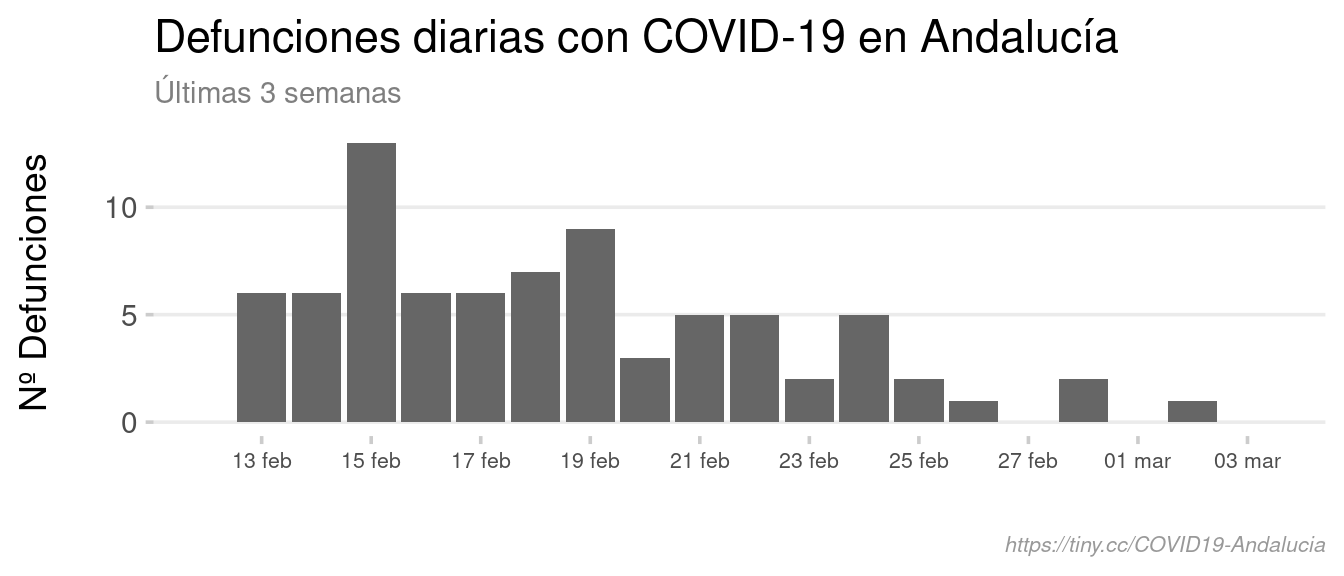 Defunciones diarias con COVID-19 en Andalucía
Últimas 3 semanas
Nº Defunciones
10
5
0
13 feb 15 feb 17 feb 19 feb 21 feb 23 feb 25 feb 27 feb 01 mar 03 mar
https://tiny.cc/COVID19-Andalucia